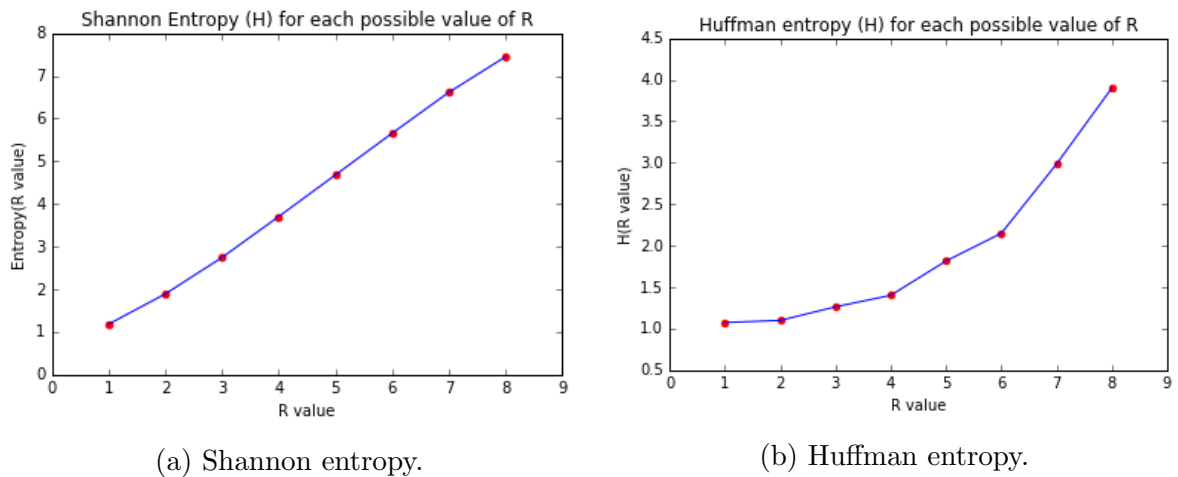 Shannon Entropy (H) for each possible value of R
8
7
6
5
4
3
2
1
0
Entropy(R value)
0 1 2 3 4 5 6 7 8 9
R value
(a) Shannon entropy.
Huffman entropy (H) for each possible value of R
4.5
4.0
3.5
3.0
2.5
2.0
1.5
1.0
0.5
H(R value)
0 1 2 3 4 5 6 7 8 9
R value
(b) Huffman entropy.